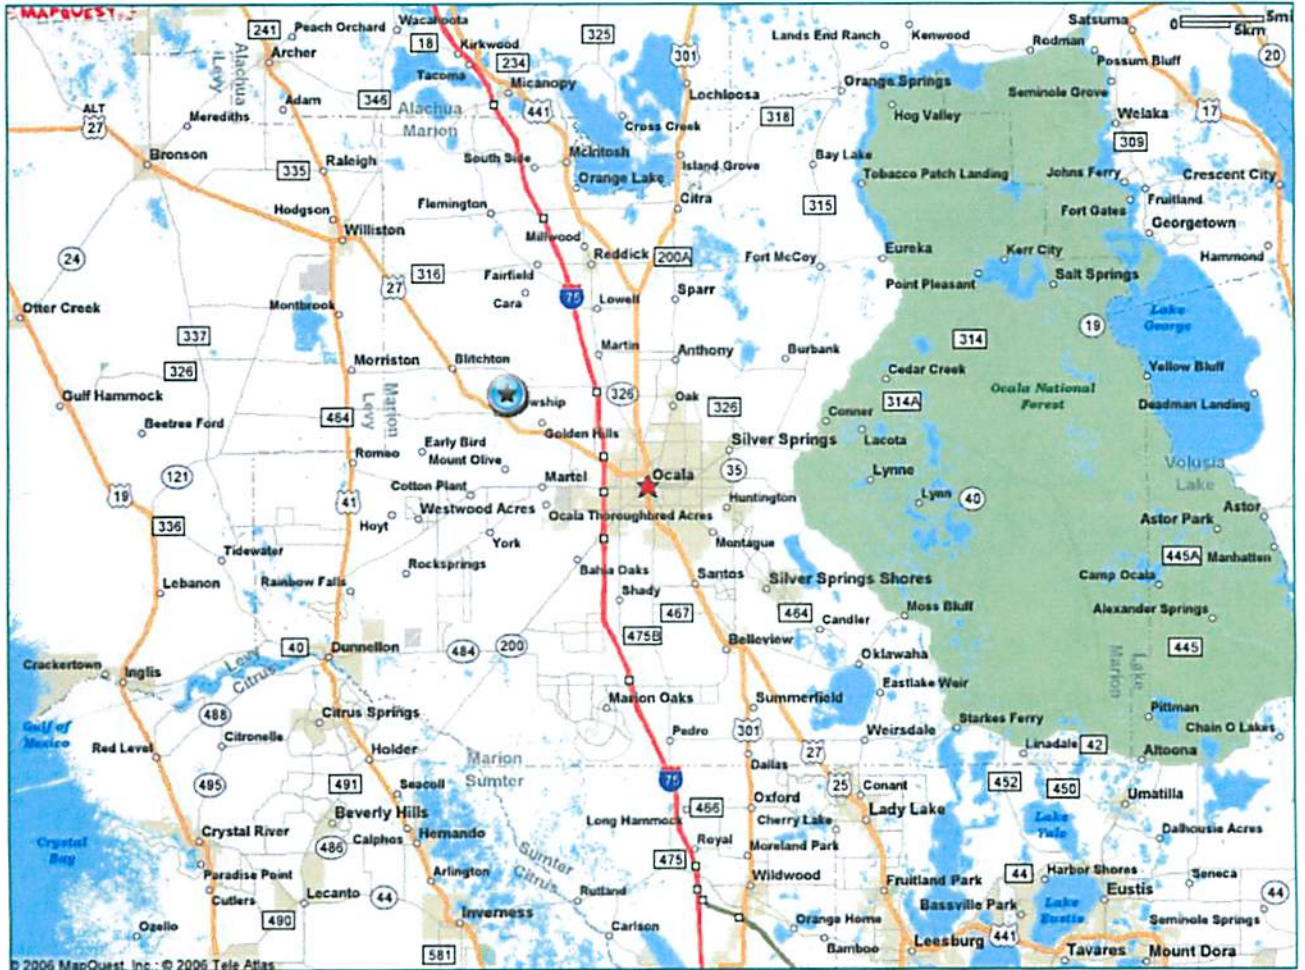 MAPQUEST
241
Peach Orchard
Wacahoota
18
Kirkwood
325
301
Lands End Ranch
Kenwood
Satsuma
0
5mi
5km
Rodman
20
Archer
Alachua
Levy
Tacoma
234
Micanopy
Possum Bluff
Orange Springs
Lochloosa
Seminole Grove
ALT
27
Adam
346
Alachua
Marion
441
Hog Valley
Welaka
17
Merediths
Cross Creek
318
309
Bronson
335
Raleigh
South Side
McIntosh
Island Grove
Bay Lake
Tobacco Patch Landing
Johns Ferry
Crescent City
Orange Lake
Citra
315
Fruitland
Hodgson
Flemington
Fort Gates
Georgetown
Williston
Millwood
Reddick
200A
Fort McCoy
Eureka
Kerr City
Hammond
24
316
27
Fairfield
Point Pleasant
Salt Springs
Cara
Sparr
75
Lowell
Otter Creek
Montbrook
Lake
George
19
337
314
326
Morriston
Blitchton
Martin
Anthony
Burbank
Cedar Creek
Yellow Bluff
Gulf Hammock
Marion
Levy
wship
326
Oak
326
314A
Ocala National
Forest
Deadman Landing
Beetree Ford
464
Golden Hills
Conner
Lacota
Early Bird
Silver Springs
Romeo
Mount Olive
35
Lynne
Volusia
Lake
121
Cotton Plant
Martel
Ocala
19
41
Huntington
Lynn
40
Astor
336
Hoyt
Westwood Acres
Ocala Thoroughbred Acres
Astor Park
York
Montague
445A
Manhatten
Tidewater
Rocksprings
Bahia Oaks
Santos
Silver Springs Shores
Camp Ocala
Lebanon
Rainbow Falls
Shady
467
464
Moss Bluff
Alexander Springs
Candler
40
Dunnellon
484
200
475B
Belleview
445
Levy
Citrus
Oklawaha
Lake
Marion
Crackertown
Inglis
Marion Oaks
Summerfield
Eastlake Weir
488
Citrus Springs
Pittman
Gulf of
Mexico
Citronelle
Pedro
301
Weirsdale
Starkes Ferry
Chain O Lakes
Red Level
Holder
27
Linadale
42
Altoona
Marion
Sumter
Dallas
495
491
Seacoll
75
25
Conant
452
450
Umatilla
Beverly Hills
466
Oxford
Lady Lake
Crystal River
Long Hammock
Cherry Lake
Lake
Yale
Dalhousie Acres
486
Calphos
Hernando
Royal
Moreland Park
Crystal
Bay
475
Sumter
Citrus
Paradise Point
Arlington
Wildwood
Fruitland Park
44
Harbor Shores
Seneca
Cutlers
Lecanto
44
Rutland
Eustis
44
Bassville Park
Lake
Eustis
490
Inverness
Orange Home
Seminole Springs
Ozello
Carlson
441
Leesburg
581
Bamboo
Tavares
Mount Dora
© 2006 MapQuest, Inc.; © 2006 Tele Atlas